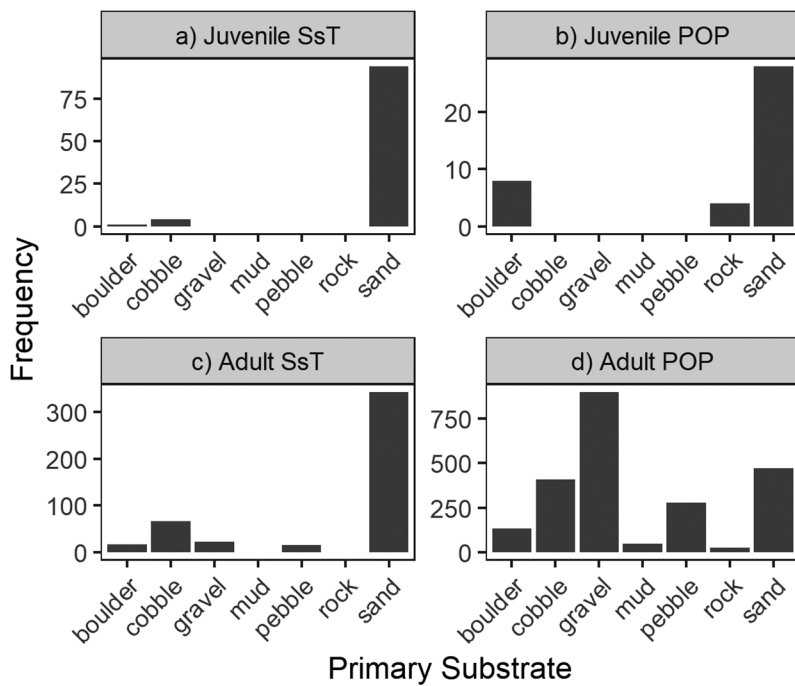 a) Juvenile SsT
b) Juvenile POP
75
50
25
0
20
10
0
boulder
cobble
gravel
mud
pebble
rock
sand
boulder
cobble
gravel
mud
pebble
rock
sand
Frequency
c) Adult SsT
d) Adult POP
300
200
100
0
750
500
250
0
boulder
cobble
gravel
mud
pebble
rock
sand
boulder
cobble
gravel
mud
pebble
rock
sand
Primary Substrate